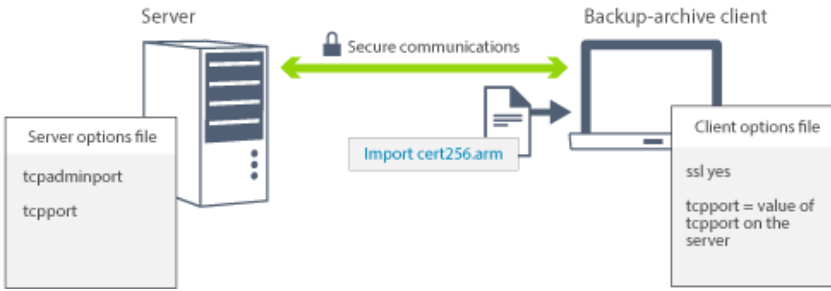 Server
Backup-archive client
Secure communications
Server options file
tcpadminport
tcpport
Import cert256.arm
Client options file
ssl yes
tcpport = value of
tcpport on the
server